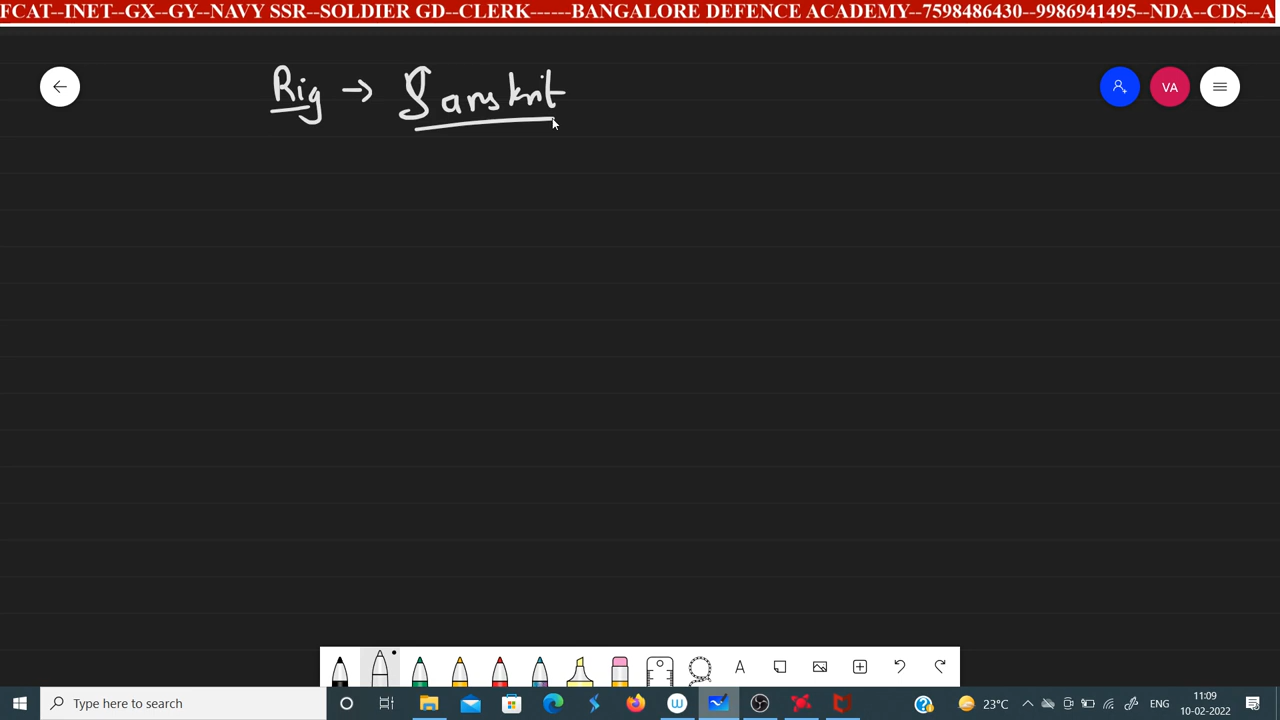 FCAT--INET--GX--GY--NAVY SSR--SOLDIER GD--CLERK------BANGALORE DEFENCE ACADEMY--7598486430--9986941495--NDA--CDS--A
Rig → Sanskrit
VA
A
Type here to search
23°C
ENG
11:09
10-02-2022